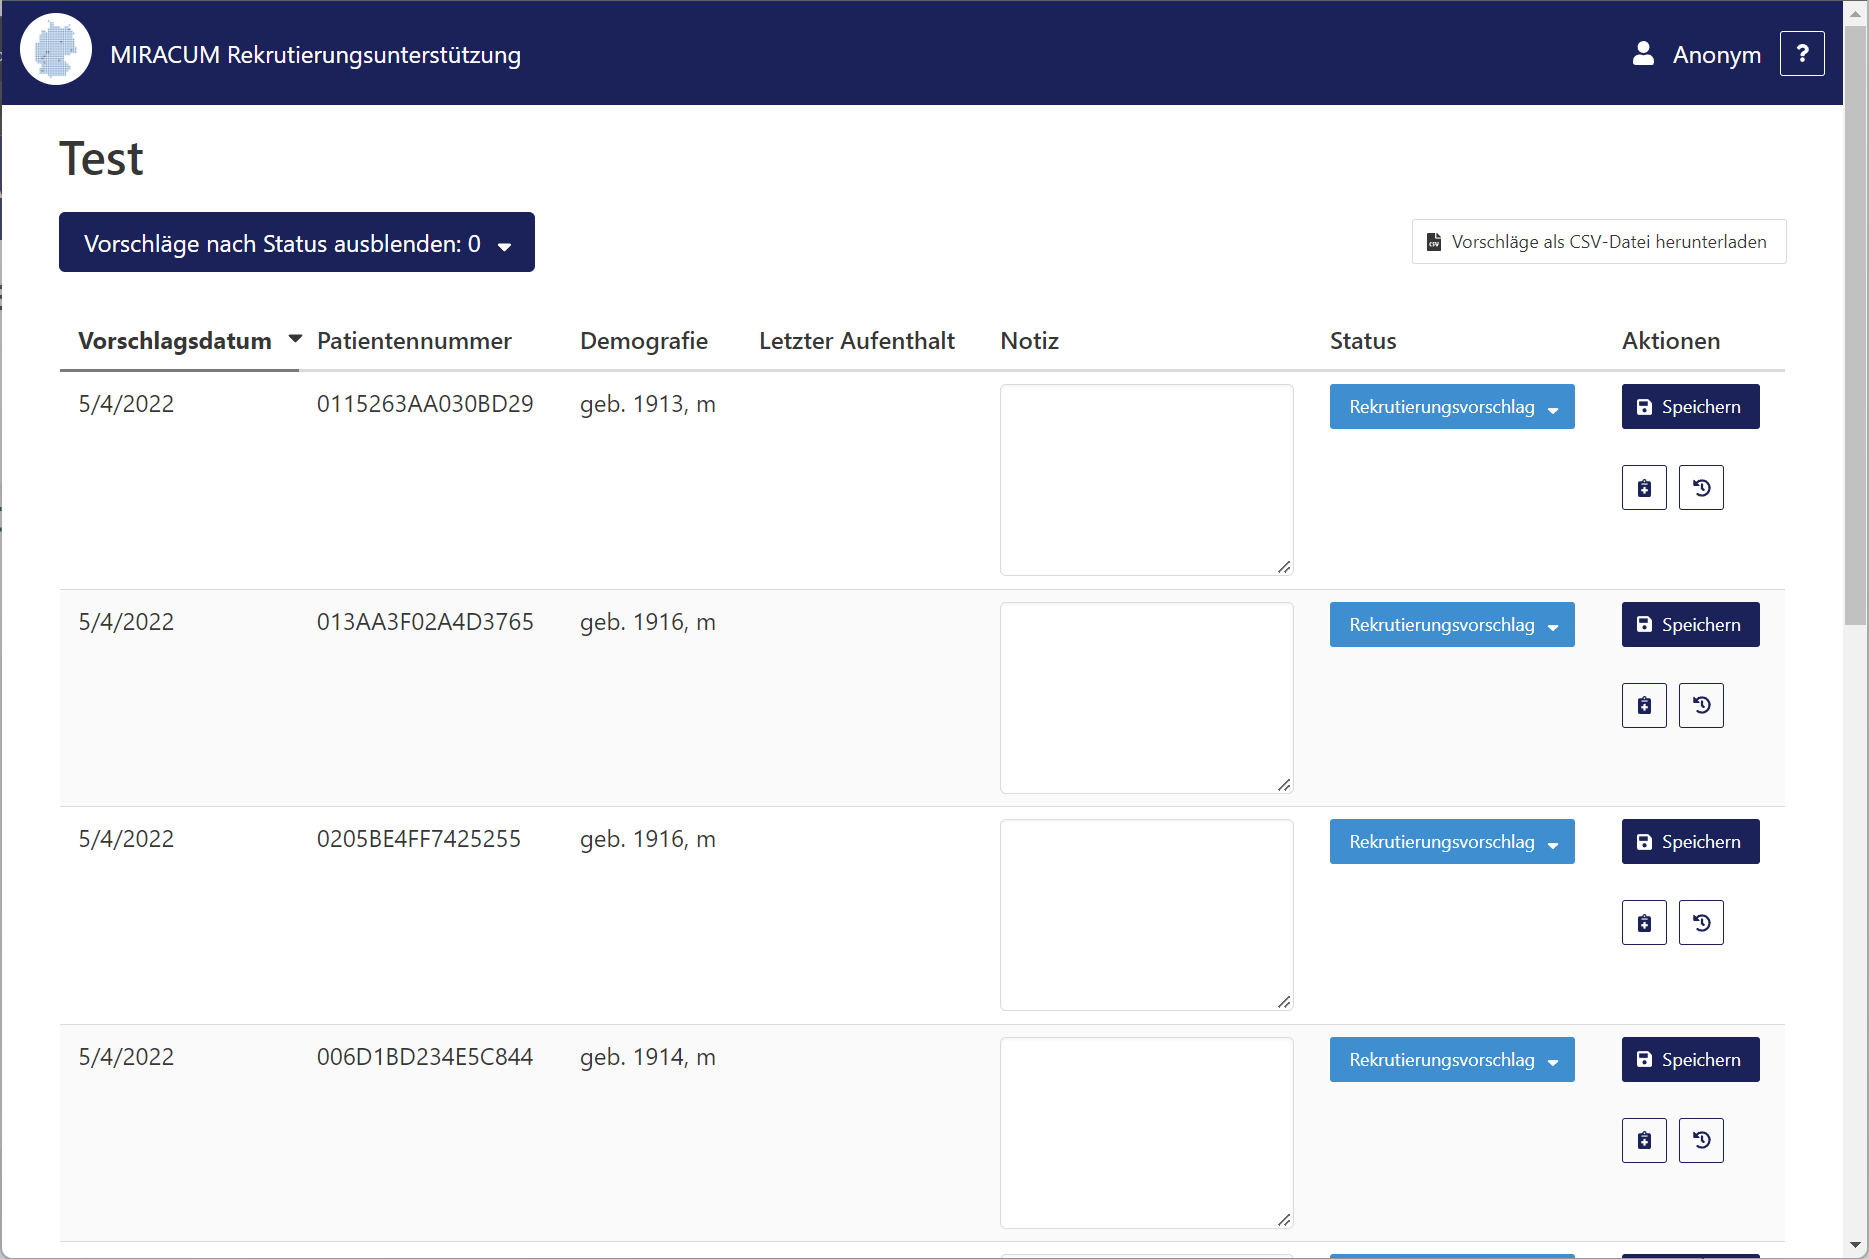 MIRACUM Rekrutierungsunterstützung
Anonym ?
Test
Vorschläge nach Status ausblenden: 0
Vorschläge als CSV-Datei herunterladen
Vorschlagsdatum Patientennummer Demografie Letzter Aufenthalt Notiz Status Aktionen
5/4/2022 0115263AA030BD29 geb. 1913, m Rekrutierungsvorschlag Speichern
5/4/2022 013AA3F02A4D3765 geb. 1916, m Rekrutierungsvorschlag Speichern
5/4/2022 0205BE4FF7425255 geb. 1916, m Rekrutierungsvorschlag Speichern
5/4/2022 006D1BD234E5C844 geb. 1914, m Rekrutierungsvorschlag Speichern